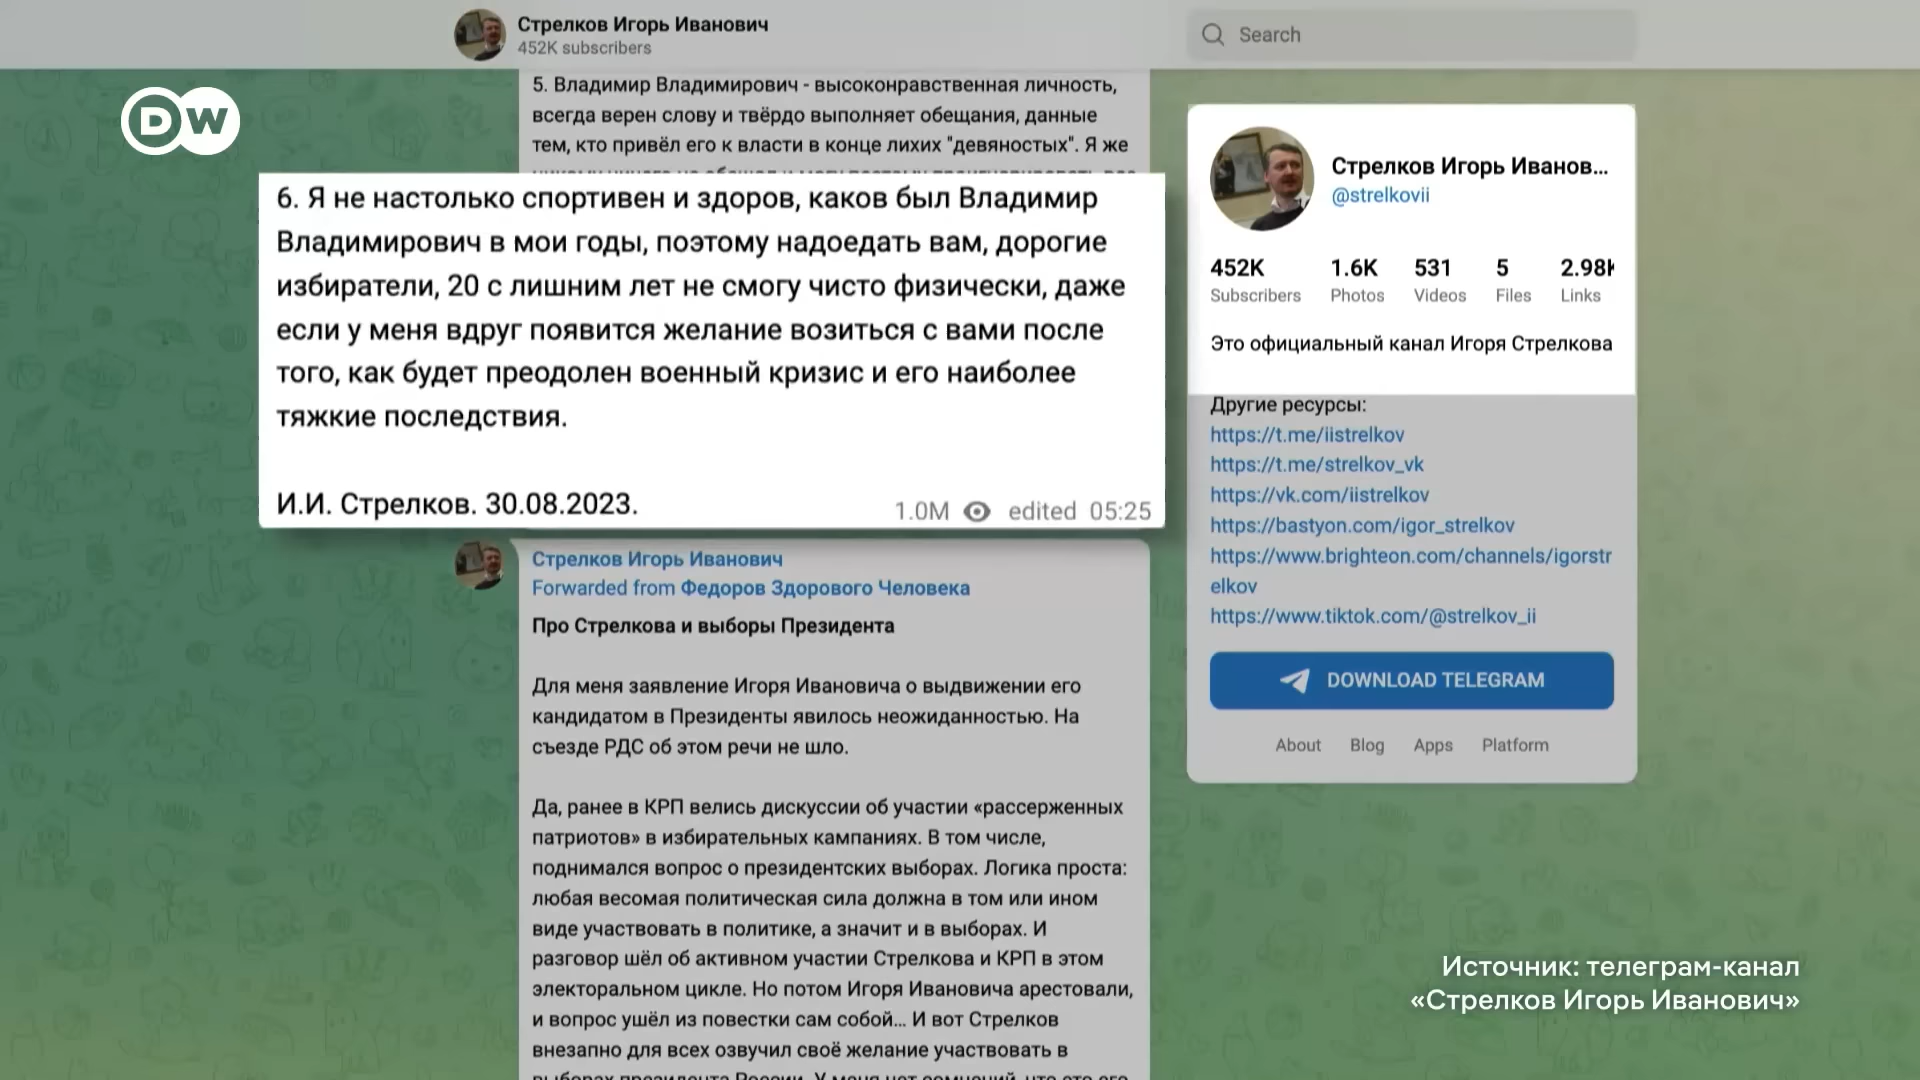 Стрелков Игорь Иванович
452K subscribers
Search
DW
5. Владимир Владимирович - высоконравственная личность,
всегда верен слову и твёрдо выполняет обещания, данные
тем, кто привёл его к власти в конце лихих "девяностых". Я же
6. Я не настолько спортивен и здоров, каков был Владимир
Владимирович в мои годы, поэтому надоедать вам, дорогие
избиратели, 20 с лишним лет не смогу чисто физически, даже
если у меня вдруг появится желание возиться с вами после
того, как будет преодолен военный кризис и его наиболее
тяжкие последствия.
И.И. Стрелков. 30.08.2023.
1.0M edited 05:25
Стрелков Игорь Иванович
Forwarded from Федоров Здорового Человека
Про Стрелкова и выборы Президента
Для меня заявление Игоря Ивановича о выдвижении его
кандидатом в Президенты явилось неожиданностью. На
съезде РДС об этом речи не шло.
Да, ранее в КРП велись дискуссии об участии «рассерженных
патриотов» в избирательных кампаниях. В том числе,
поднимался вопрос о президентских выборах. Логика проста:
любая весомая политическая сила должна в том или ином
виде участвовать в политике, а значит и в выборах. И
разговор шёл об активном участии Стрелкова и КРП в этом
электоральном цикле. Но потом Игоря Ивановича арестовали,
и вопрос ушёл из повестки сам собой... И вот Стрелков
внезапно для всех озвучил своё желание участвовать в
Стрелков Игорь Иванов...
@strelkovii
452K 1.6K 531 5 2.98K
Subscribers Photos Videos Files Links
Это официальный канал Игоря Стрелкова
Другие ресурсы:
https://t.me/iistrelkov
https://t.me/strelkov_vk
https://vk.com/iistrelkov
https://bastyon.com/igor_strelkov
https://www.brighteon.com/channels/igorstr
elkov
https://www.tiktok.com/@strelkov_ii
DOWNLOAD TELEGRAM
About Blog Apps Platform
Источник: телеграм-канал
«Стрелков Игорь Иванович»